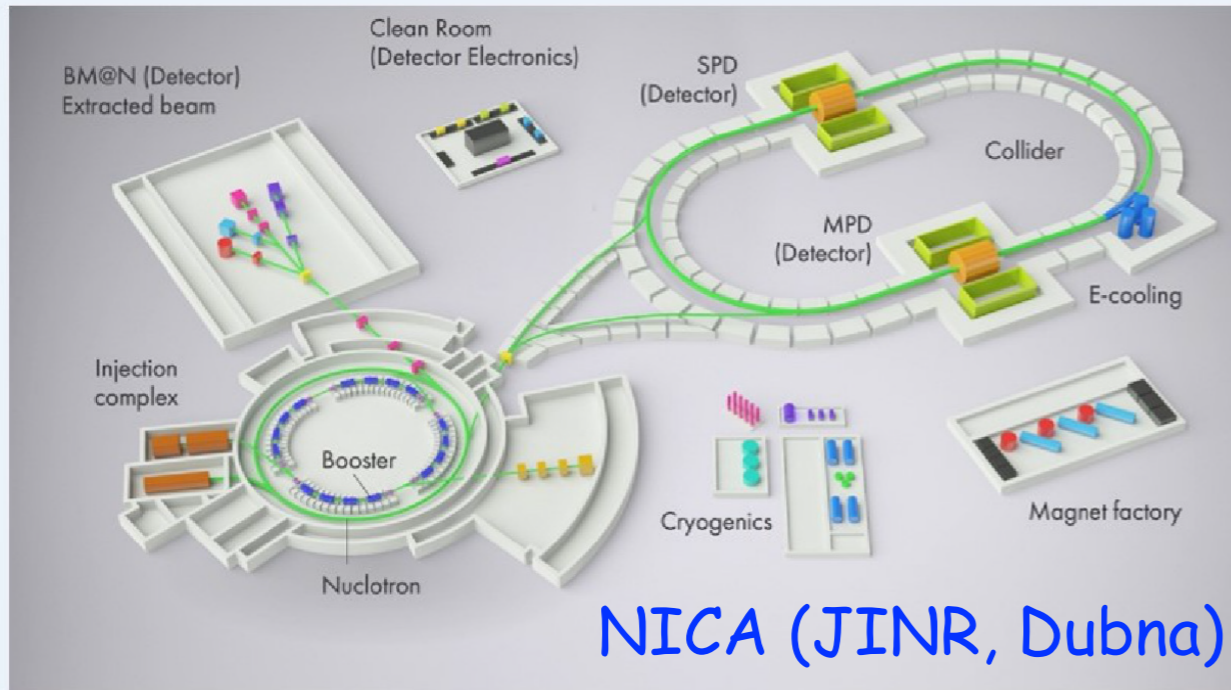 Clean Room
(Detector Electronics)
BM@N (Detector)
Extracted beam
SPD
(Detector)
Collider
MPD
(Detector)
E-cooling
Injection
complex
Booster
Nuclotron
Cryogenics
Magnet factory
NICA (JINR, Dubna)